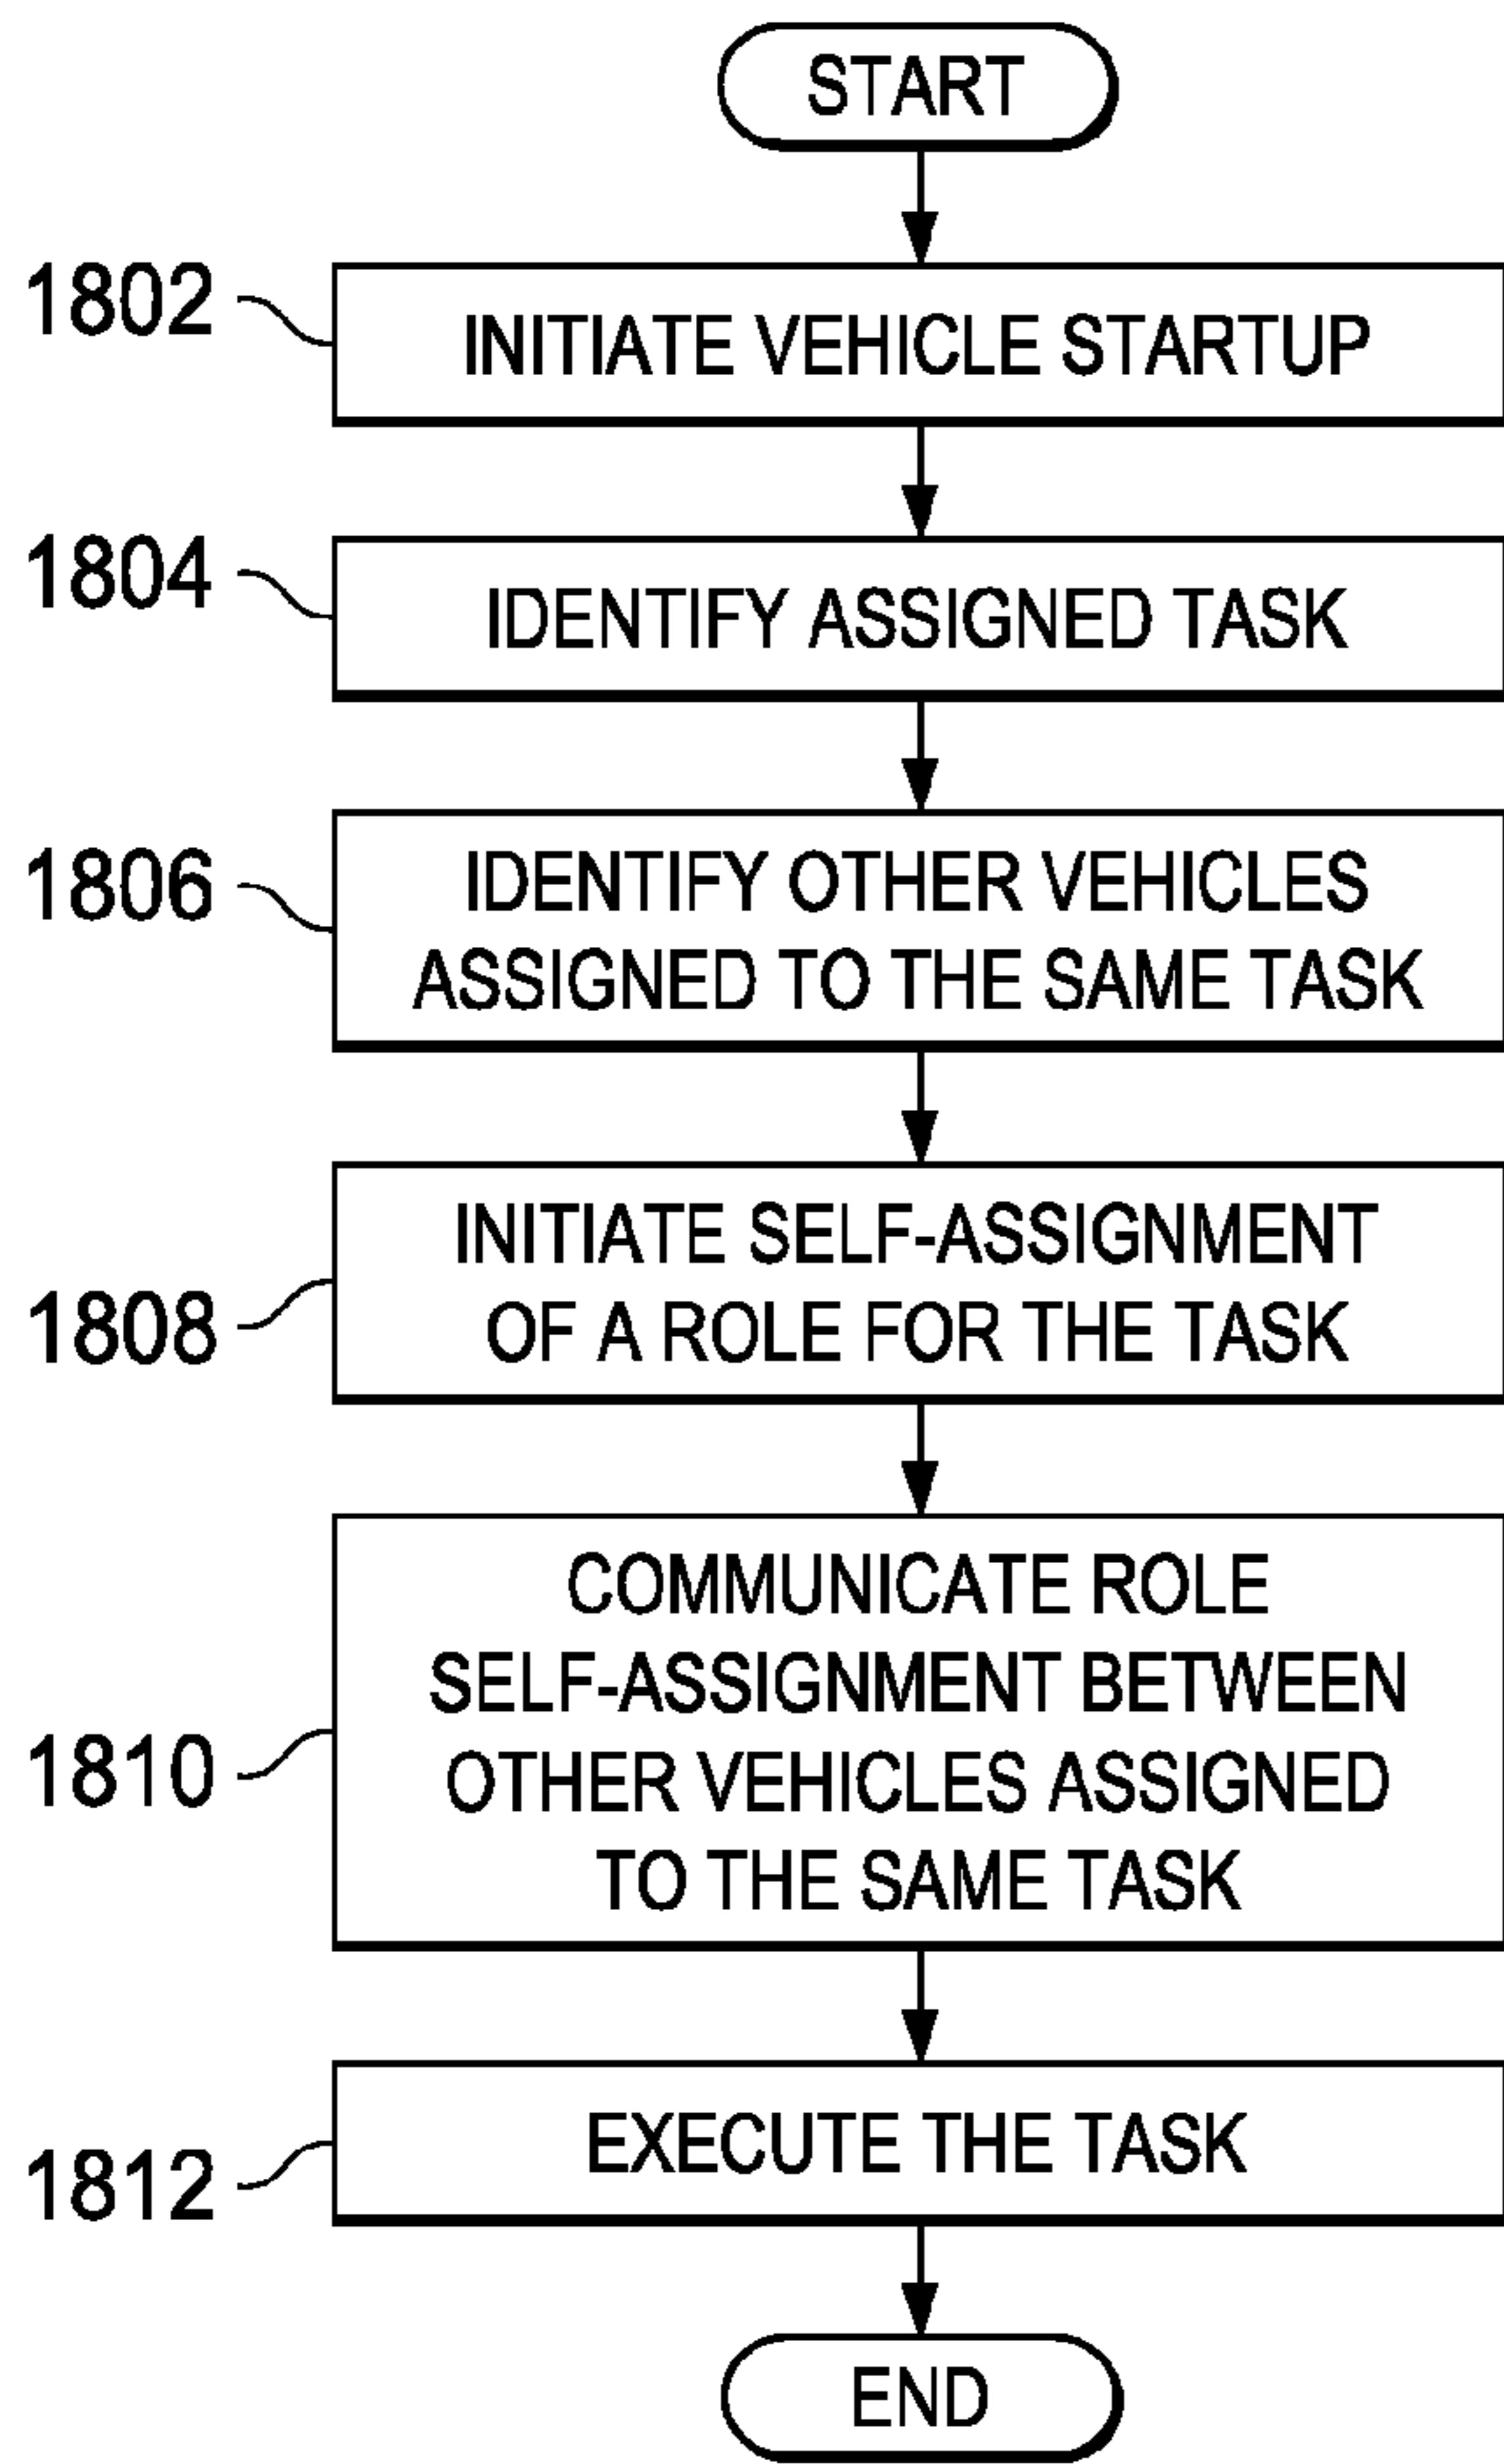 START
1802
INITIATE VEHICLE STARTUP
1804
IDENTIFY ASSIGNED TASK
1806
IDENTIFY OTHER VEHICLES
ASSIGNED TO THE SAME TASK
1808
INITIATE SELF-ASSIGNMENT
OF A ROLE FOR THE TASK
1810
COMMUNICATE ROLE
SELF-ASSIGNMENT BETWEEN
OTHER VEHICLES ASSIGNED
TO THE SAME TASK
1812
EXECUTE THE TASK
END